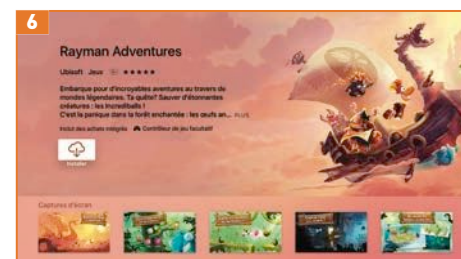 6
Rayman Adventures
Ubisoft Jeux ★★★★★
Embarque pour d'incroyables aventures au travers de
mondes légendaires. Ta quête? Sauver d'étonnantes
créatures : les Incrediballs !
C'est la panique dans la forêt enchantée : les œufs an... PLUS
Inclut des achats intégrés Contrôleur de jeu facultatif
Installer
Captures d'écran